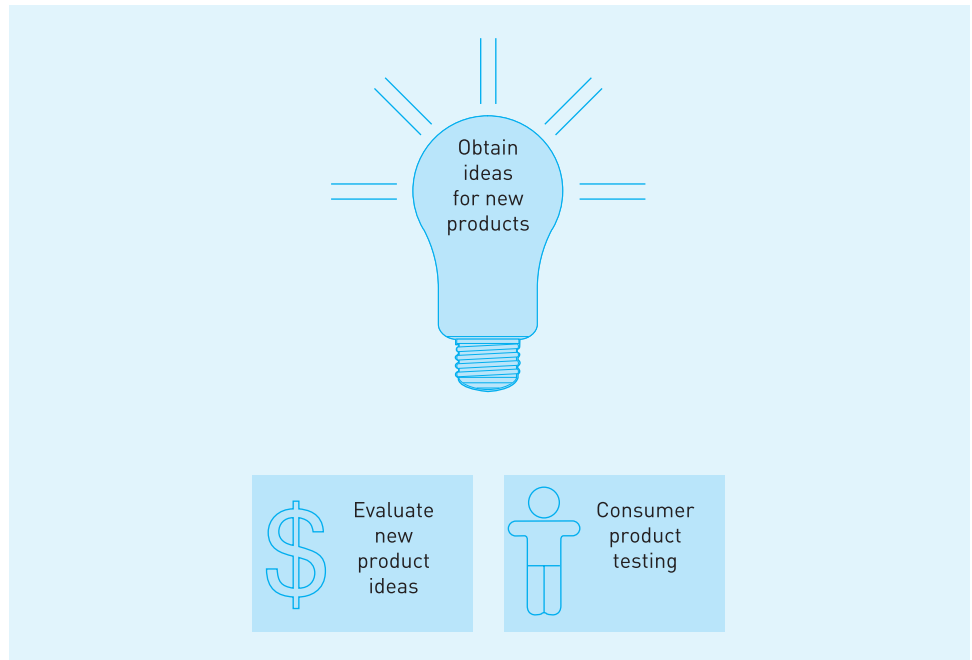 Obtain
ideas
for new
products
Evaluate
new
product
ideas
Consumer
product
testing